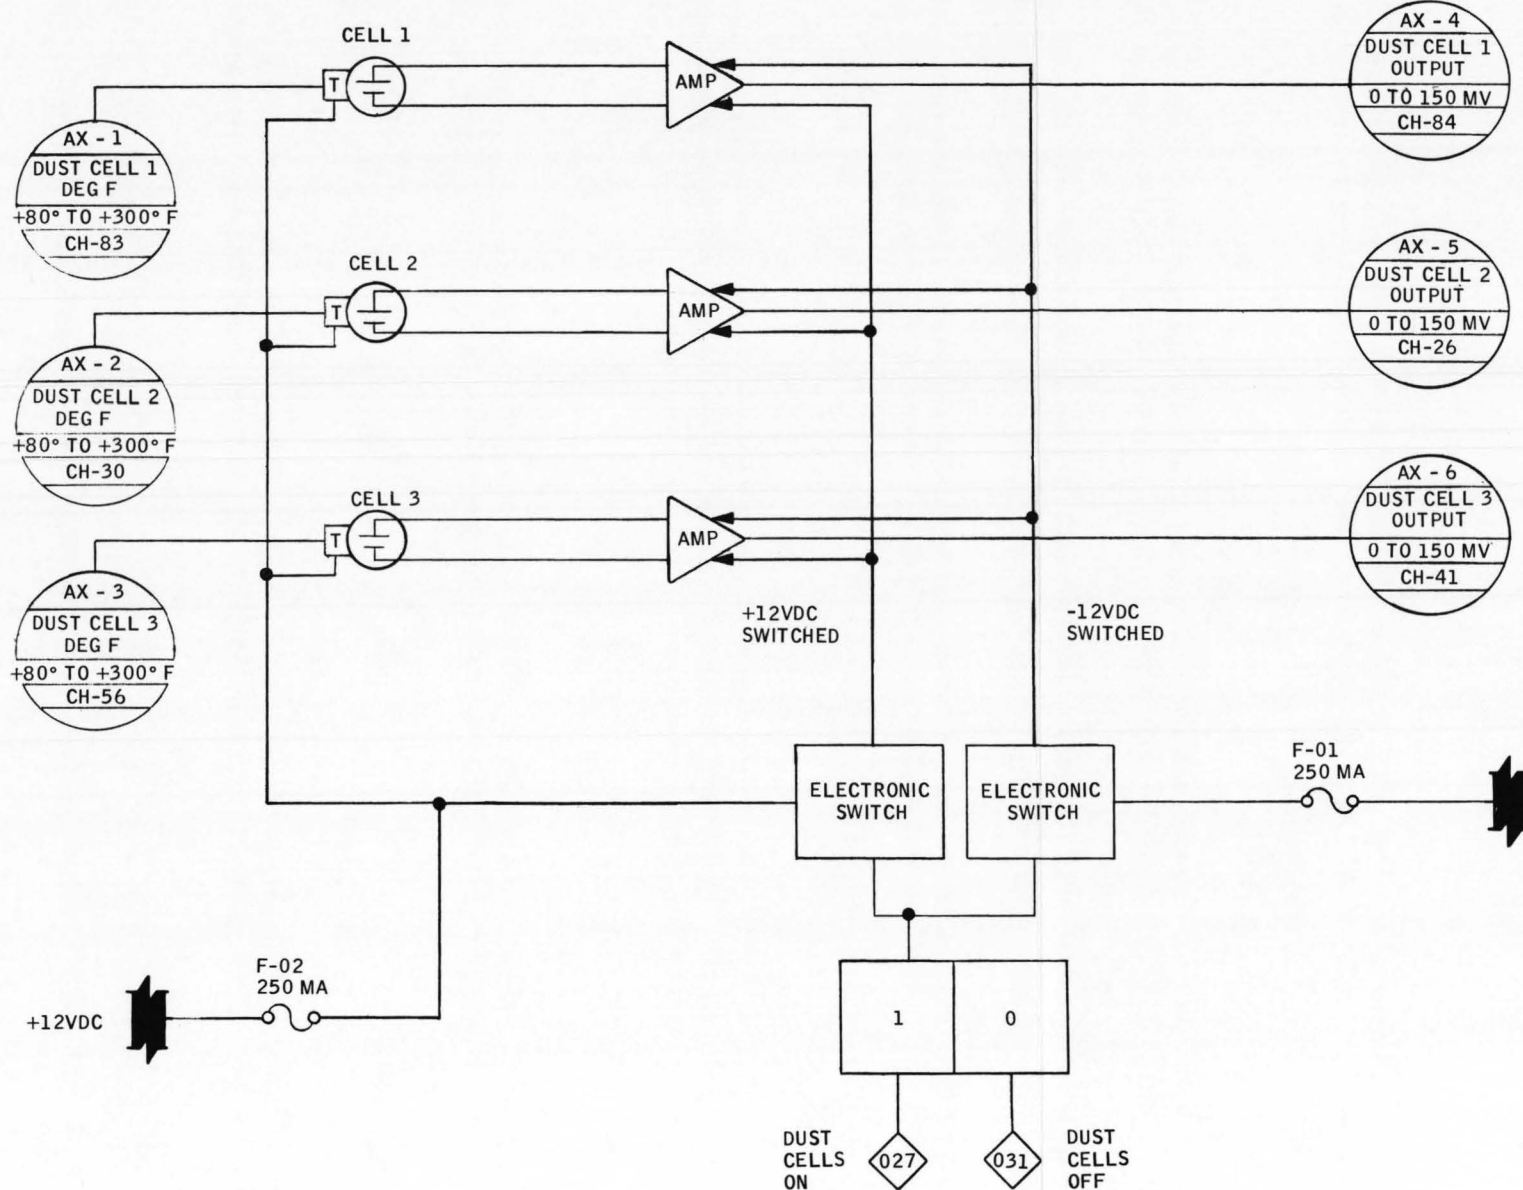 CELL 1
T
AMP
AX - 4
DUST CELL 1
OUTPUT
0 TO 150 MV
CH-84
AX - 1
DUST CELL 1
DEG F
+80° TO +300° F
CH-83
CELL 2
T
AMP
AX - 5
DUST CELL 2
OUTPUT
0 TO 150 MV
CH-26
AX - 2
DUST CELL 2
DEG F
+80° TO +300° F
CH-30
CELL 3
T
AMP
AX - 6
DUST CELL 3
OUTPUT
0 TO 150 MV
CH-41
AX - 3
DUST CELL 3
DEG F
+80° TO +300° F
CH-56
+12VDC
SWITCHED
-12VDC
SWITCHED
ELECTRONIC
SWITCH
ELECTRONIC
SWITCH
F-01
250 MA
F-02
250 MA
+12VDC
1
0
DUST
CELLS
ON
027
031
DUST
CELLS
OFF